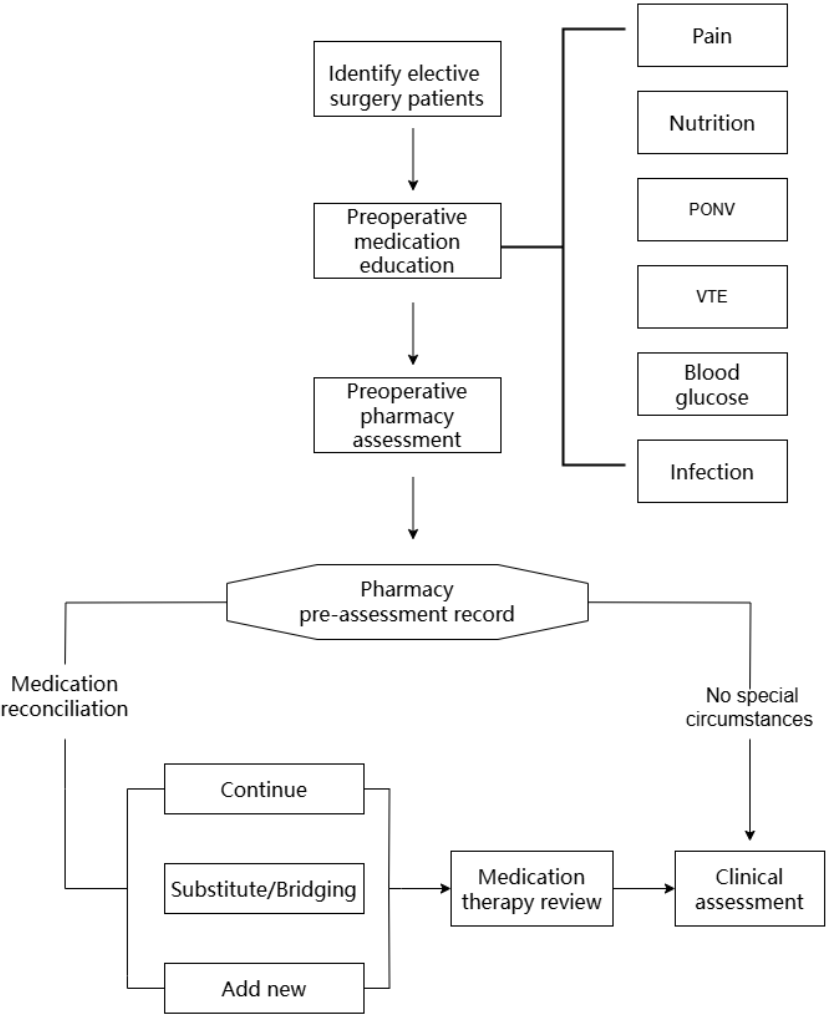 Identify elective
surgery patients
Preoperative
medication
education
Preoperative
pharmacy
assessment
Pain
Nutrition
PONV
VTE
Blood
glucose
Infection
Pharmacy
pre-assessment record
Medication
reconciliation
No special
circumstances
Continue
Substitute/Bridging
Add new
Medication
therapy review
Clinical
assessment